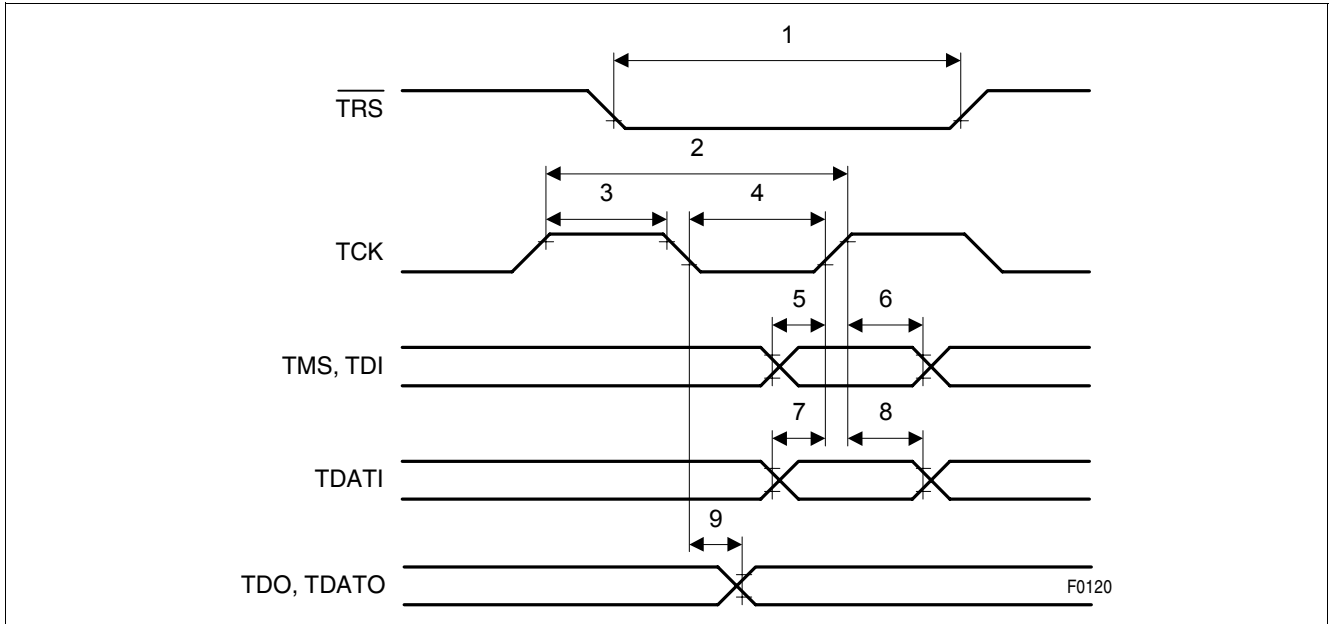 1
TRS
2
3 4
TCK
5 6
TMS, TDI
7 8
TDATI
9
TDO, TDATO
F0120